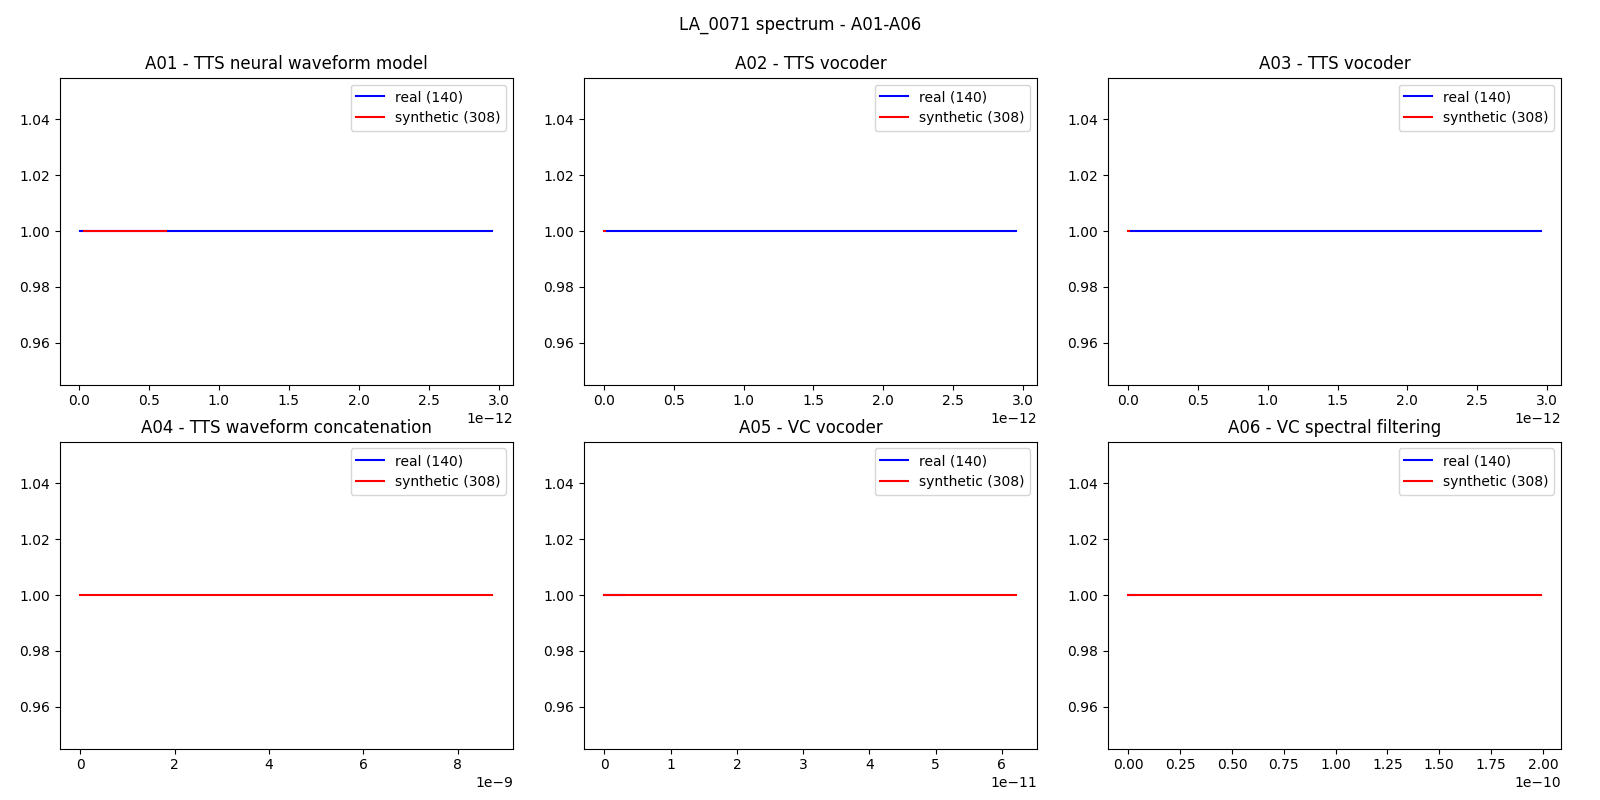 LA_0071 spectrum - A01-A06
A01 - TTS neural waveform model
real (140)
synthetic (308)
1.04
1.02
1.00
0.98
0.96
0.0 0.5 1.0 1.5 2.0 2.5 3.0
1e−12
A02 - TTS vocoder
real (140)
synthetic (308)
1.04
1.02
1.00
0.98
0.96
0.0 0.5 1.0 1.5 2.0 2.5 3.0
1e−12
A03 - TTS vocoder
real (140)
synthetic (308)
1.04
1.02
1.00
0.98
0.96
0.0 0.5 1.0 1.5 2.0 2.5 3.0
1e−12
A04 - TTS waveform concatenation
real (140)
synthetic (308)
1.04
1.02
1.00
0.98
0.96
0 2 4 6 8
1e−9
A05 - VC vocoder
real (140)
synthetic (308)
1.04
1.02
1.00
0.98
0.96
0 1 2 3 4 5 6
1e−11
A06 - VC spectral filtering
real (140)
synthetic (308)
1.04
1.02
1.00
0.98
0.96
0.00 0.25 0.50 0.75 1.00 1.25 1.50 1.75 2.00
1e−10